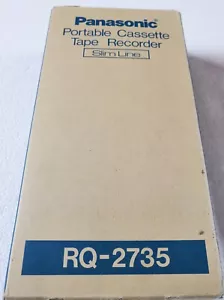 Panasonic
Portable Cassette
Tape Recorder
Slim Line
RQ-2735